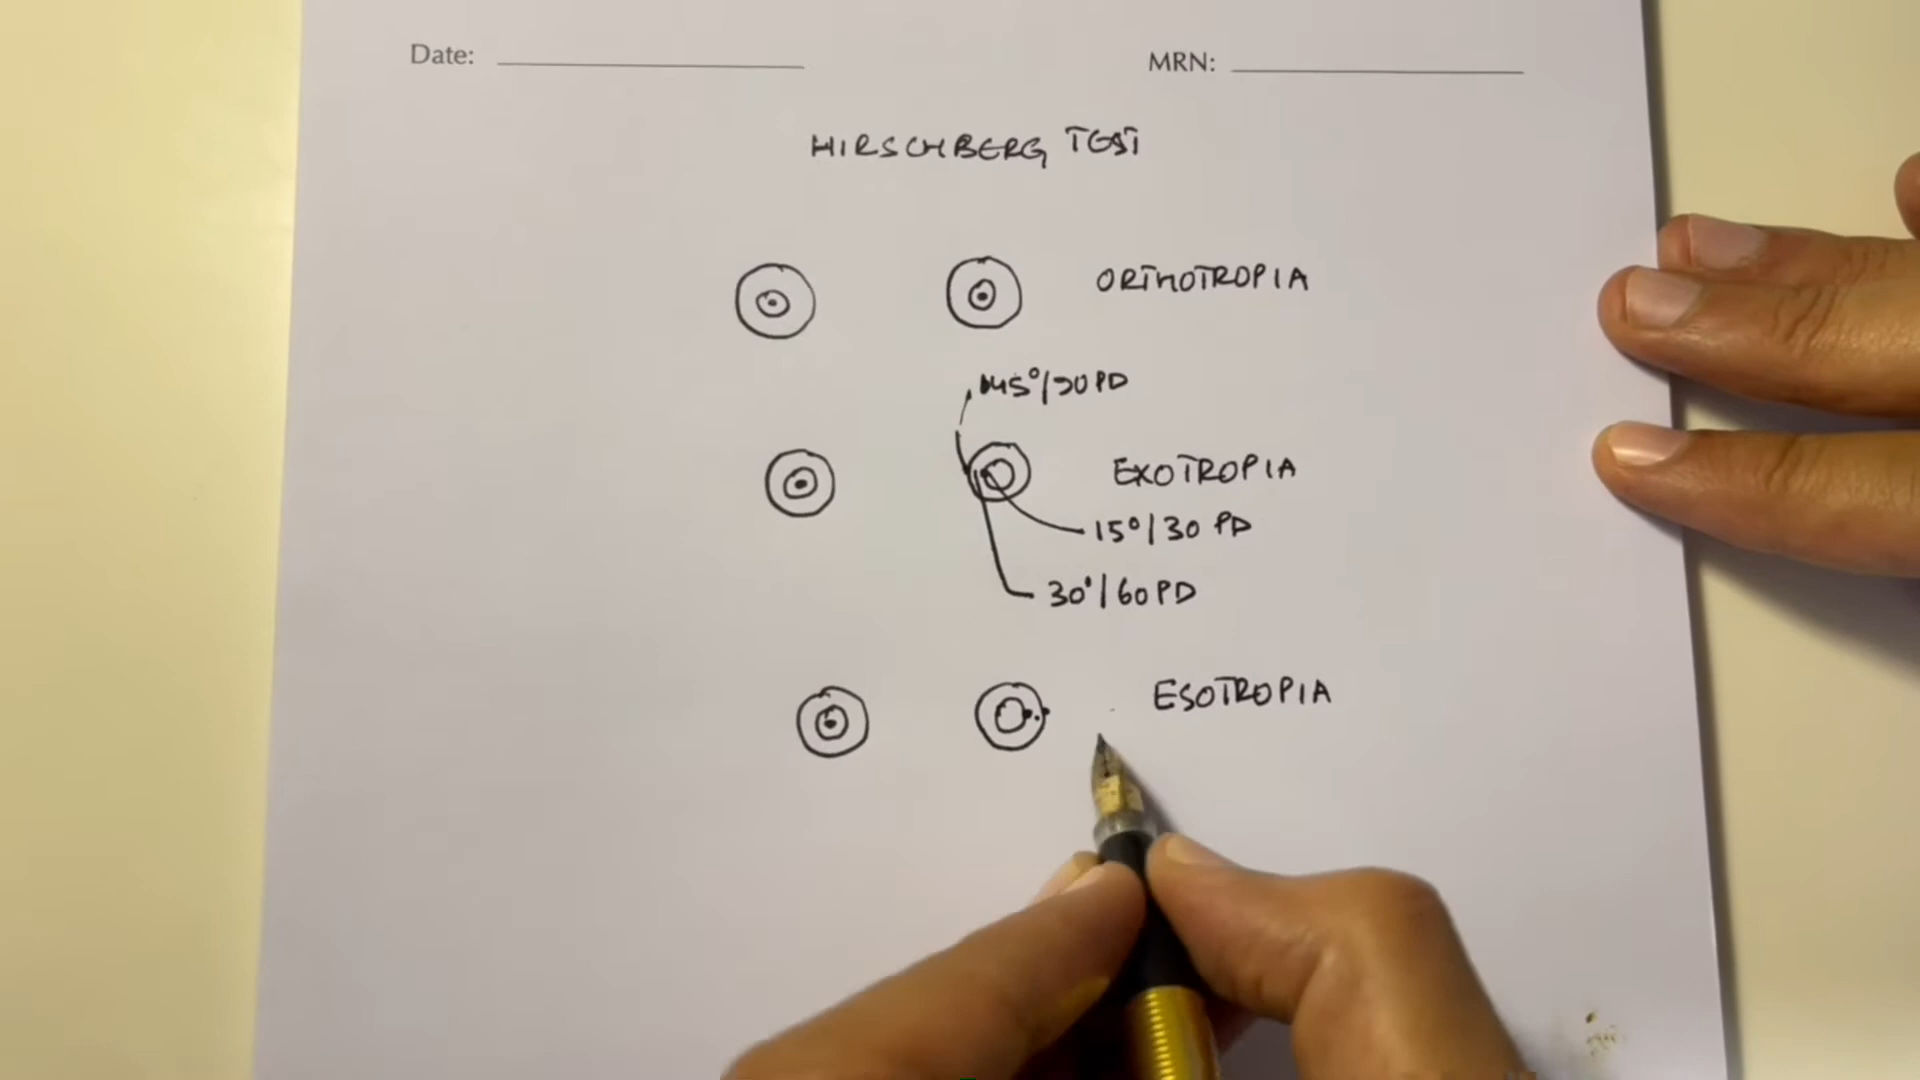 Date:
MRN:
HIRSCHBERG TEST
ORTHOTROPIA
45°/90PD
EXOTROPIA
15°/30 PD
30°/60PD
ESOTROPIA